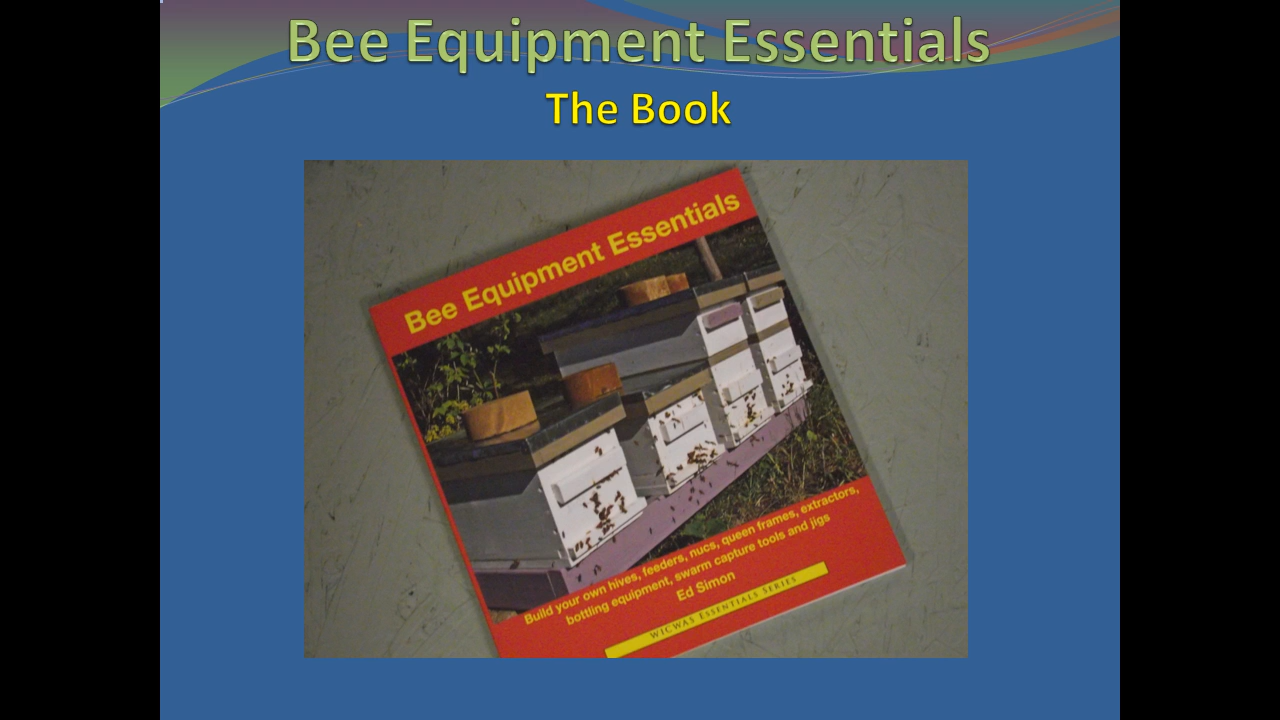 Bee Equipment Essentials
The Book
Bee Equipment Essentials
Build your own hives, feeders, nucs, queen frames, extractors,
bottling equipment, swarm capture tools and jigs
Ed Simon
WICWAS ESSENTIALS SERIES